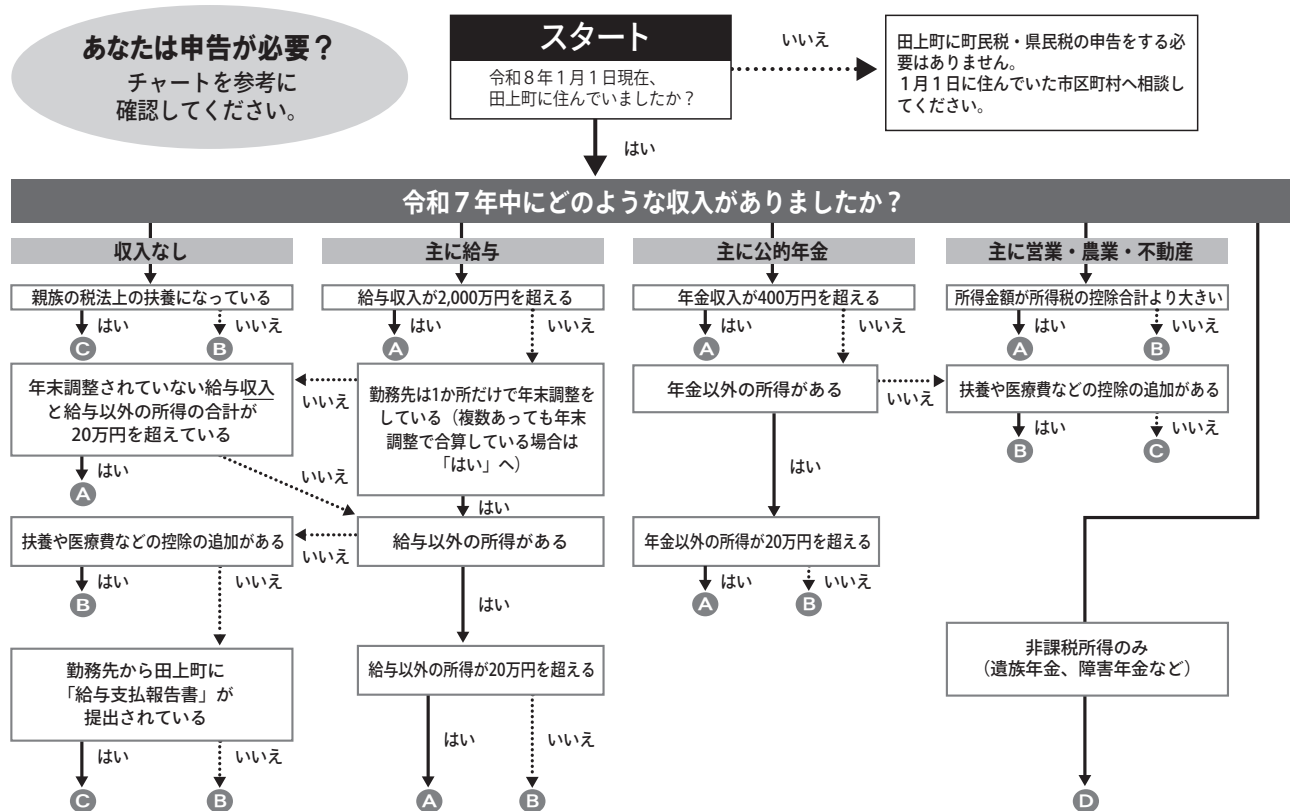 あなたは申告が必要？
チャートを参考に
確認してください。
スタート
令和８年１月１日現在、
田上町に住んでいましたか？
いいえ
田上町に町民税・県民税の申告をする必
要はありません。
１月１日に住んでいた市区町村へ相談し
てください。
はい
令和７年中にどのような収入がありましたか？
収入なし
親族の税法上の扶養になっている
はい
いいえ
C
B
主に給与
給与収入が2,000万円を超える
はい
いいえ
A
主に公的年金
年金収入が400万円を超える
はい
いいえ
A
主に営業・農業・不動産
所得金額が所得税の控除合計より大きい
はい
いいえ
A
B
年末調整されていない給与収入
と給与以外の所得の合計が
20万円を超えている
はい
いいえ
A
いいえ
勤務先は1か所だけで年末調整を
している（複数あっても年末
調整で合算している場合は
「はい」へ）
はい
年金以外の所得がある
いいえ
はい
扶養や医療費などの控除の追加がある
はい
いいえ
B
C
扶養や医療費などの控除の追加がある
はい
いいえ
B
いいえ
給与以外の所得がある
はい
年金以外の所得が20万円を超える
はい
いいえ
A
B
勤務先から田上町に
「給与支払報告書」が
提出されている
はい
いいえ
C
B
給与以外の所得が20万円を超える
はい
いいえ
A
B
非課税所得のみ
（遺族年金、障害年金など）
D